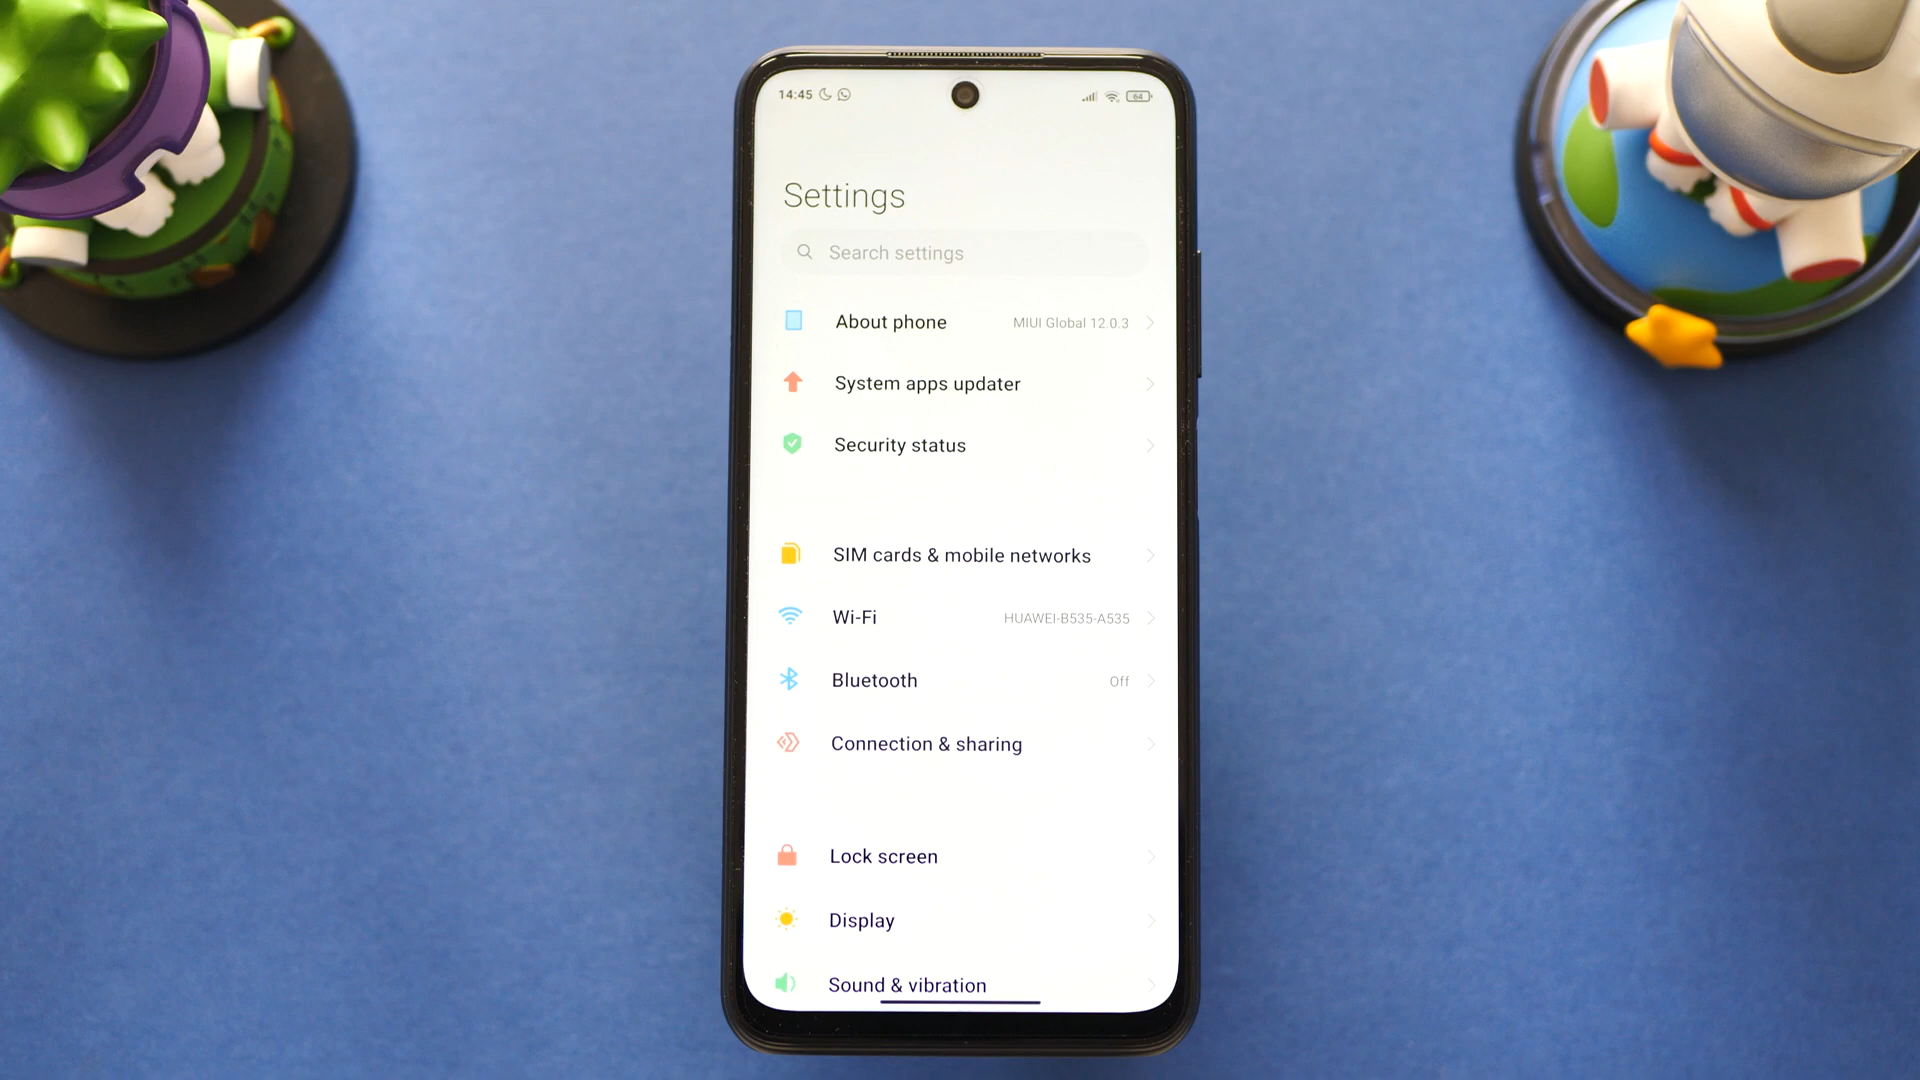 14:45 64
Settings
Search settings
About phone MIUI Global 12.0.3
System apps updater
Security status
SIM cards & mobile networks
Wi-Fi HUAWEI-B535-A535
Bluetooth Off
Connection & sharing
Lock screen
Display
Sound & vibration